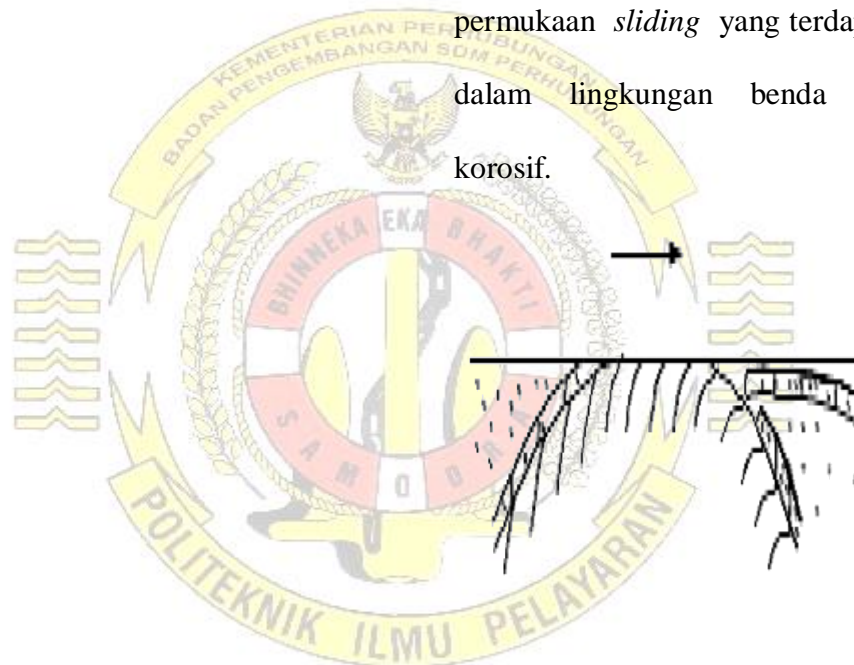 permukaan sliding yang
dalam lingkungan benda
korosif.
KEMENTERIAN PERHUBUNGAN
BADAN PENGEMBANGAN SDM PERHUBUNGAN
BHINNEKA EKA BHAKTI
SAMODRA
POLITEKNIK ILMU PELAYARAN